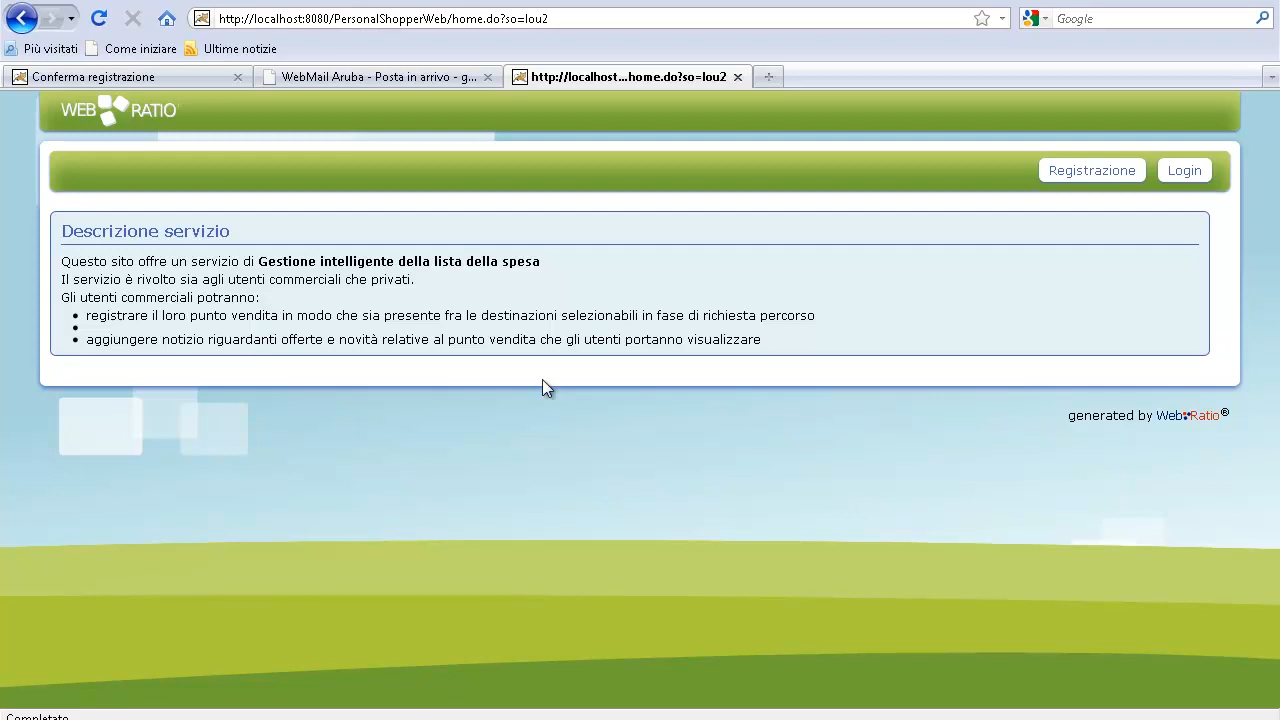 http://localhost:8080/PersonalShopperWeb/home.do?so=lou2
Google
Più visitati
Come iniziare
Ultime notizie
Conferma registrazione
WebMail Aruba - Posta in arrivo - g...
http://localhost...home.do?so=lou2
WEB RATIO
Registrazione
Login
Descrizione servizio
Questo sito offre un servizio di Gestione intelligente della lista della spesa
Il servizio è rivolto sia agli utenti commerciali che privati.
Gli utenti commerciali potranno:
• registrare il loro punto vendita in modo che sia presente fra le destinazioni selezionabili in fase di richiesta percorso
•
• aggiungere notizio riguardanti offerte e novità relative al punto vendita che gli utenti portanno visualizzare
generated by WebRatio®
Completato